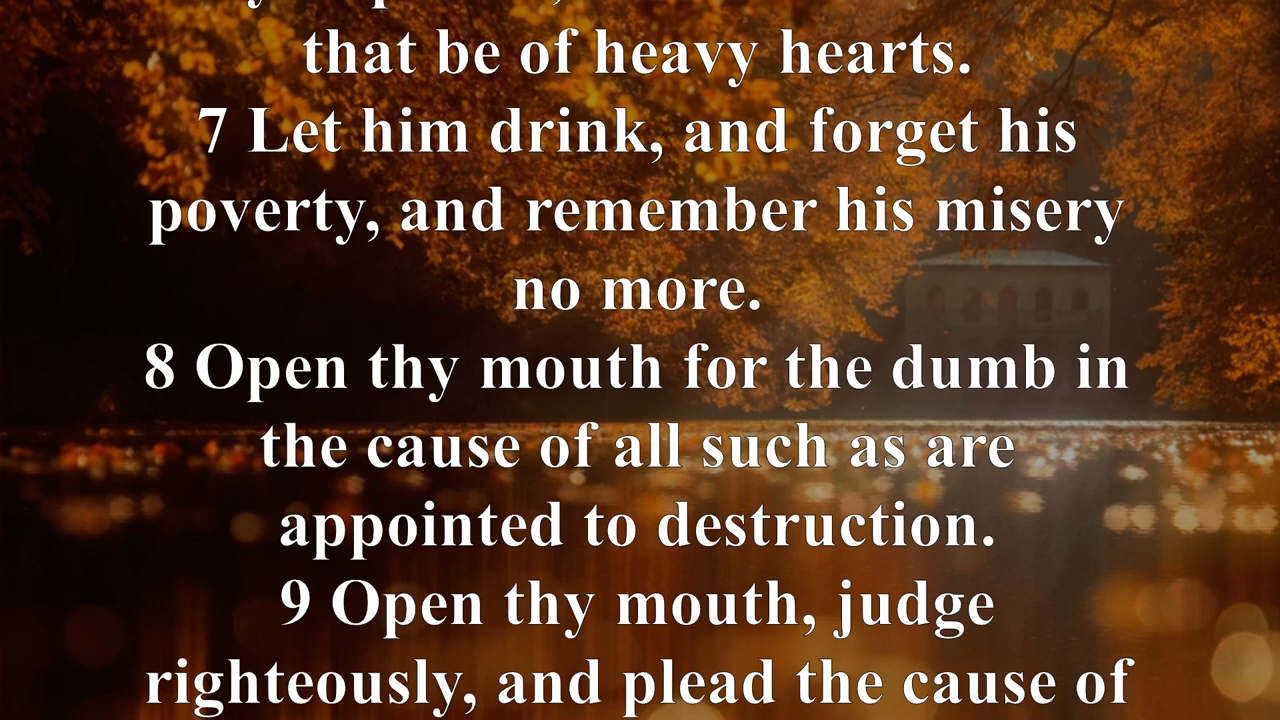 that be of heavy hearts.
7 Let him drink, and forget his
poverty, and remember his misery
no more.
8 Open thy mouth for the dumb in
the cause of all such as are
appointed to destruction.
9 Open thy mouth, judge
righteously, and plead the cause of